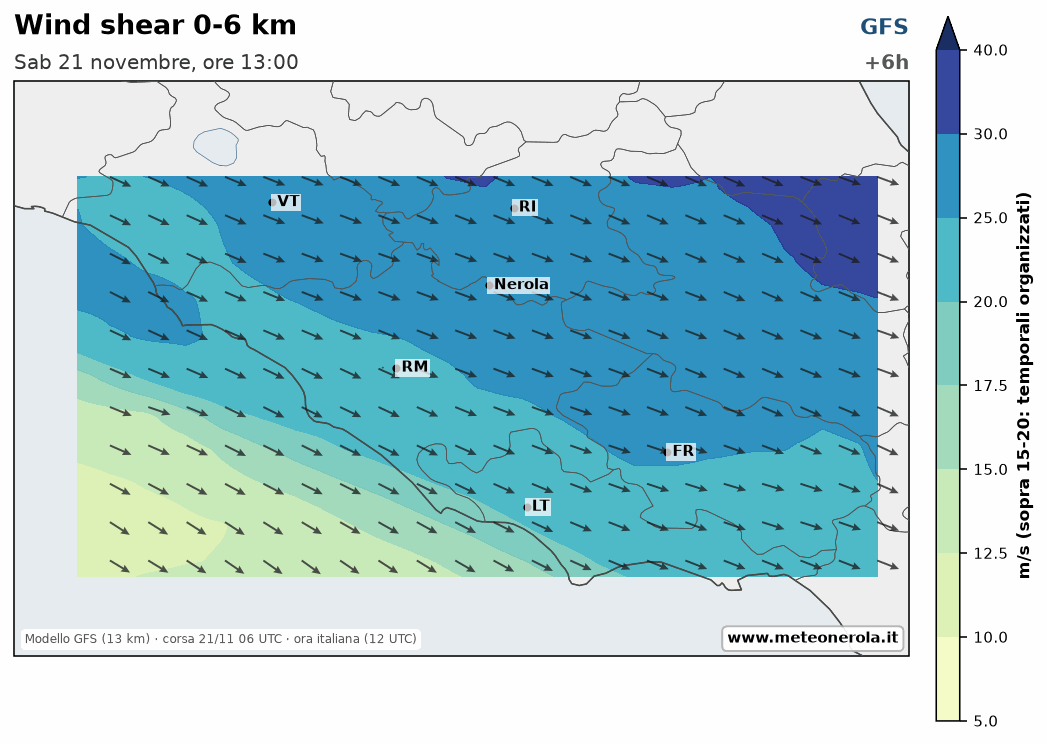 Wind shear 0-6 km
GFS
Sab 21 novembre, ore 13:00
+6h
VT
RI
Nerola
RM
FR
LT
40.0
30.0
25.0
20.0
17.5
15.0
12.5
10.0
5.0
m/s (sopra 15-20: temporali organizzati)
Modello GFS (13 km) · corsa 21/11 06 UTC · ora italiana (12 UTC)
www.meteonerola.it